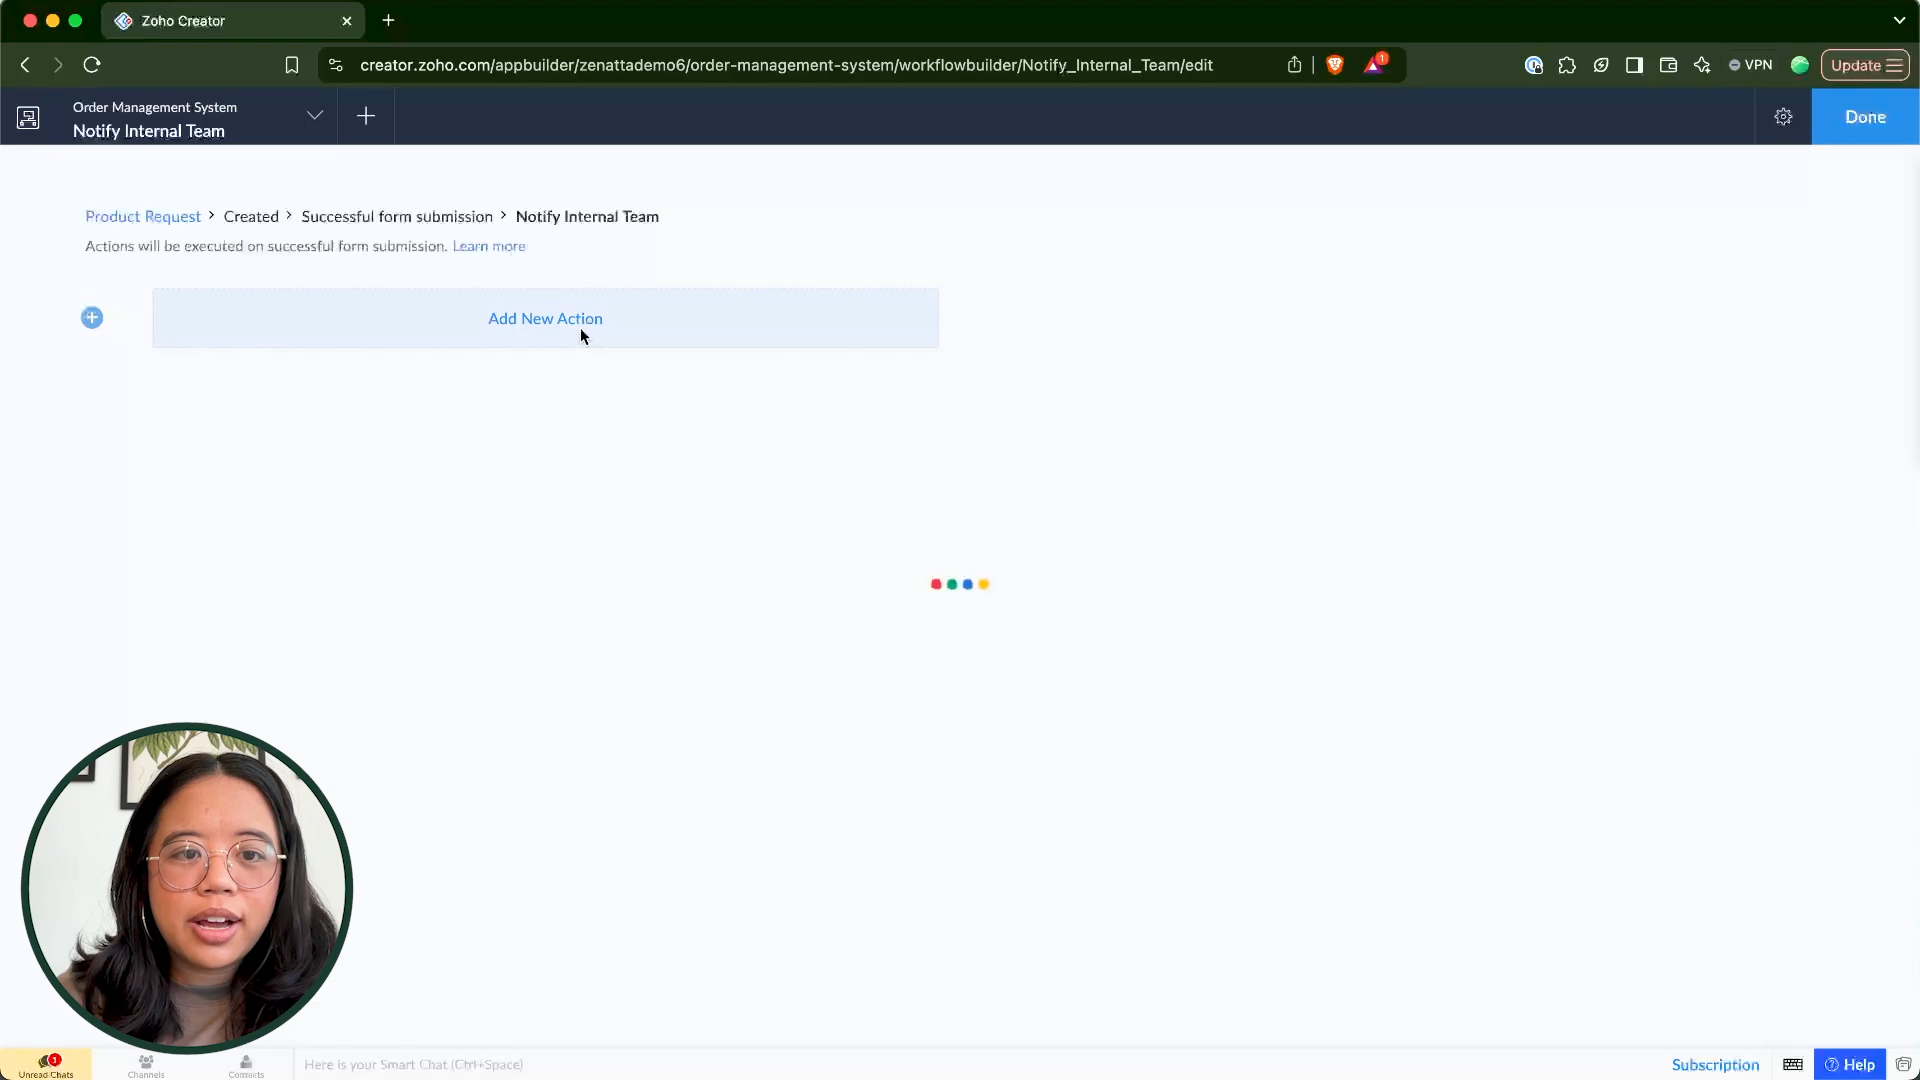 Zoho Creator
creator.zoho.com/appbuilder/zenattademo6/order-management-system/workflowbuilder/Notify_Internal_Team/edit
1
VPN
Update
Order Management System
Notify Internal Team
Done
Product Request > Created > Successful form submission > Notify Internal Team
Actions will be executed on successful form submission. Learn more
Add New Action
1
Unread Chats
Channels
Contacts
Here is your Smart Chat (Ctrl+Space)
Subscription
Help